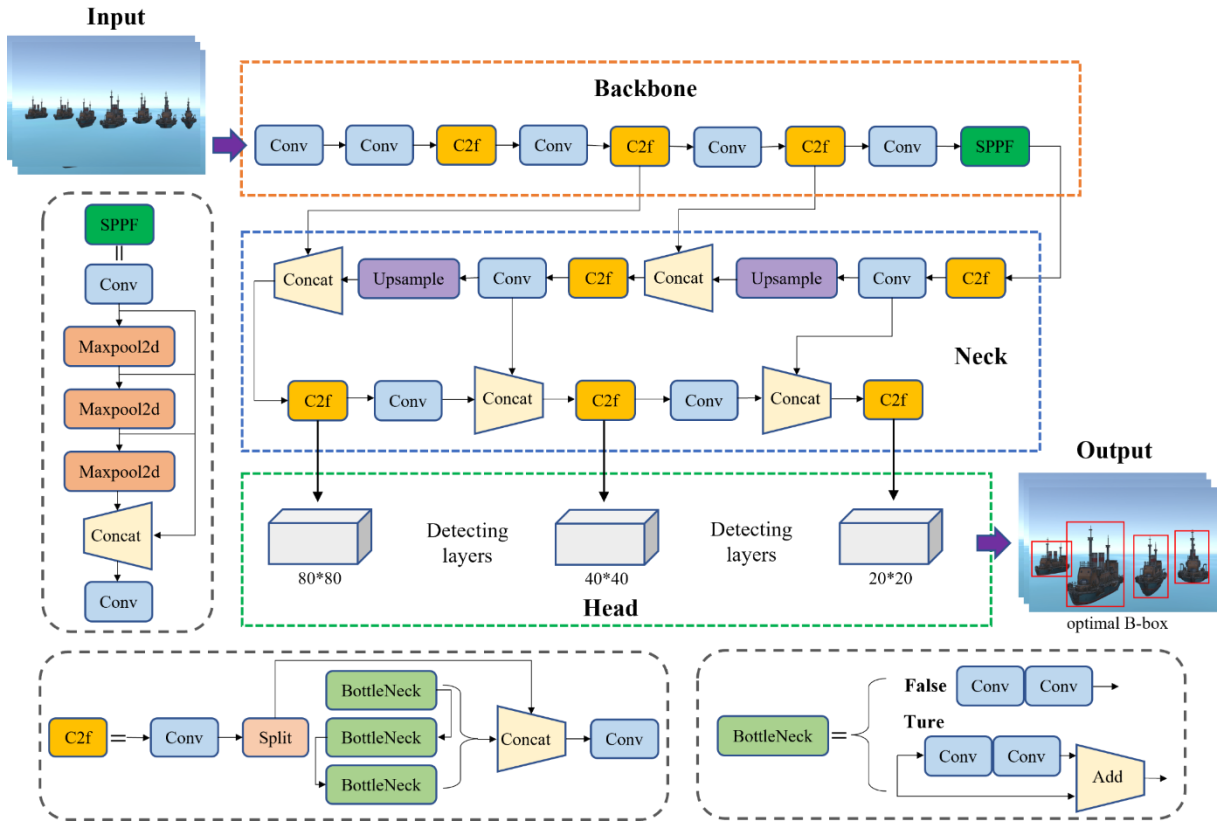 Input
Backbone
Conv
Conv
C2f
Conv
C2f
Conv
C2f
Conv
SPPF
SPPF
Conv
Maxpool2d
Maxpool2d
Maxpool2d
Concat
Conv
Concat
Upsample
Conv
C2f
Concat
Upsample
Conv
C2f
Neck
C2f
Conv
Concat
C2f
Conv
Concat
C2f
80*80
Detecting
layers
40*40
Detecting
layers
20*20
Head
Output
optimal B-box
C2f
=
Conv
Split
BottleNeck
BottleNeck
BottleNeck
Concat
Conv
BottleNeck
=
False
Conv
Conv
Ture
Conv
Conv
Add